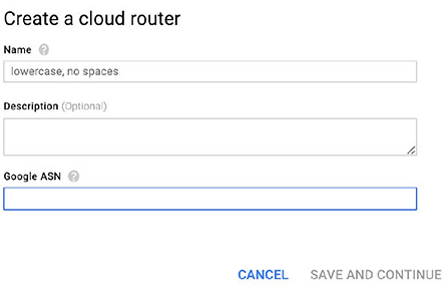 Create a cloud router
Name ?
lowercase, no spaces
Description (Optional)
Google ASN ?
CANCEL SAVE AND CONTINUE